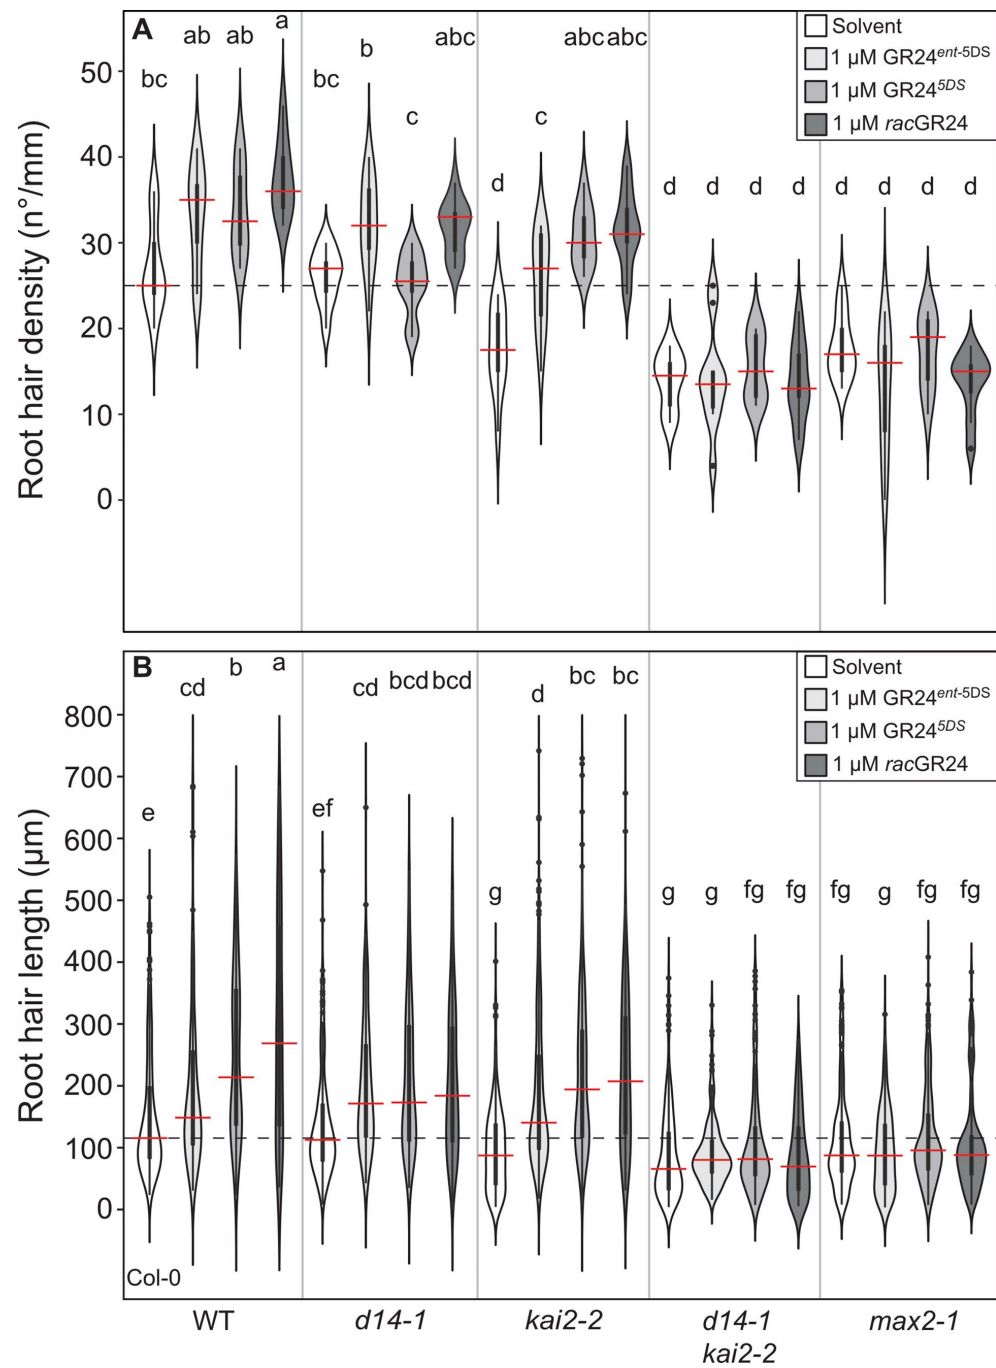 A
a
ab
ab
bc
b
bc
c
abc
c
d
abc
abc
d
d
d
d
d
d
d
d
Solvent
1 µM GR24ent-5DS
1 µM GR245DS
1 µM racGR24
50
40
30
20
10
0
Root hair density (n°/mm)
B
e
cd
b
a
ef
cd
bcd
bcd
g
d
bc
bc
g
g
fg
fg
fg
g
fg
fg
Solvent
1 µM GR24ent-5DS
1 µM GR245DS
1 µM racGR24
800
700
600
500
400
300
200
100
0
Root hair length (µm)
Col-0
WT
d14-1
kai2-2
d14-1
kai2-2
max2-1